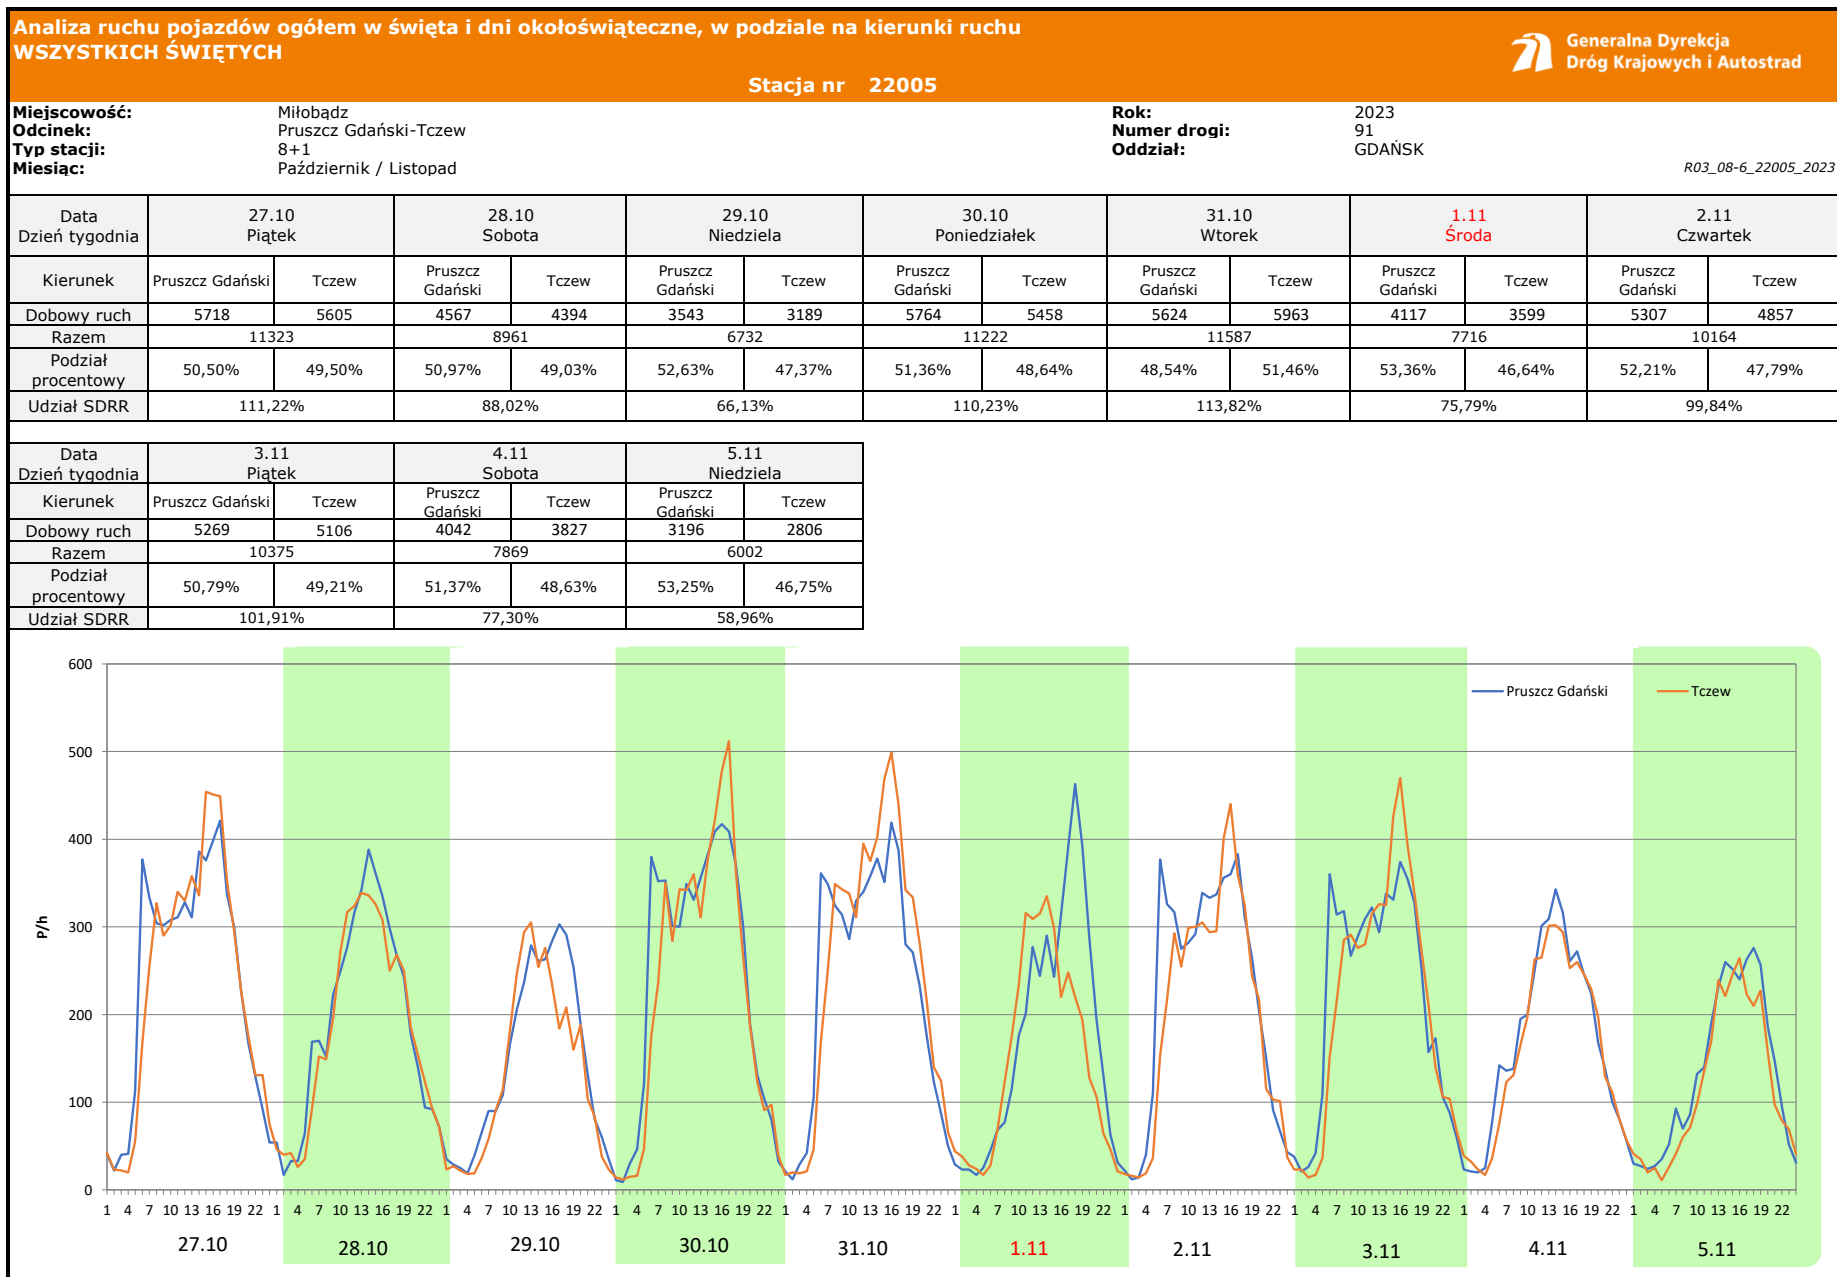 Analiza ruchu pojazdów ogółem w święta i dni okołoświąteczne, w podziale na kierunki ruchu
WSZYSTKICH ŚWIĘTYCH
Generalna Dyrekcja
Dróg Krajowych i Autostrad
Stacja nr 22005
Miejscowość: Miłobądz Rok: 2023
Odcinek: Pruszcz Gdański-Tczew Numer drogi: 91
Typ stacji: 8+1 Oddział: GDAŃSK
Miesiąc: Październik / Listopad R03_08-6_22005_2023
Data 27.10 28.10 29.10 30.10 31.10 1.11 2.11
Dzień tygodnia Piątek Sobota Niedziela Poniedziałek Wtorek Środa Czwartek
Kierunek Pruszcz Gdański Tczew Pruszcz Gdański Tczew Pruszcz Gdański Tczew Pruszcz Gdański Tczew Pruszcz Gdański Tczew Pruszcz Gdański Tczew Pruszcz Gdański Tczew
Dobowy ruch 5718 5605 4567 4394 3543 3189 5764 5458 5624 5963 4117 3599 5307 4857
Razem 11323 8961 6732 11222 11587 7716 10164
Podział procentowy 50,50% 49,50% 50,97% 49,03% 52,63% 47,37% 51,36% 48,64% 48,54% 51,46% 53,36% 46,64% 52,21% 47,79%
Udział SDRR 111,22% 88,02% 66,13% 110,23% 113,82% 75,79% 99,84%
Data 3.11 4.11 5.11
Dzień tygodnia Piątek Sobota Niedziela
Kierunek Pruszcz Gdański Tczew Pruszcz Gdański Tczew Pruszcz Gdański Tczew
Dobowy ruch 5269 5106 4042 3827 3196 2806
Razem 10375 7869 6002
Podział procentowy 50,79% 49,21% 51,37% 48,63% 53,25% 46,75%
Udział SDRR 101,91% 77,30% 58,96%
600
Pruszcz Gdański Tczew
500
400
300
P/h
200
100
0
1 4 7 10 13 16 19 22 1 4 7 10 13 16 19 22 1 4 7 10 13 16 19 22 1 4 7 10 13 16 19 22 1 4 7 10 13 16 19 22 1 4 7 10 13 16 19 22 1 4 7 10 13 16 19 22 1 4 7 10 13 16 19 22 1 4 7 10 13 16 19 22 1 4 7 10 13 16 19 22
27.10 28.10 29.10 30.10 31.10 1.11 2.11 3.11 4.11 5.11